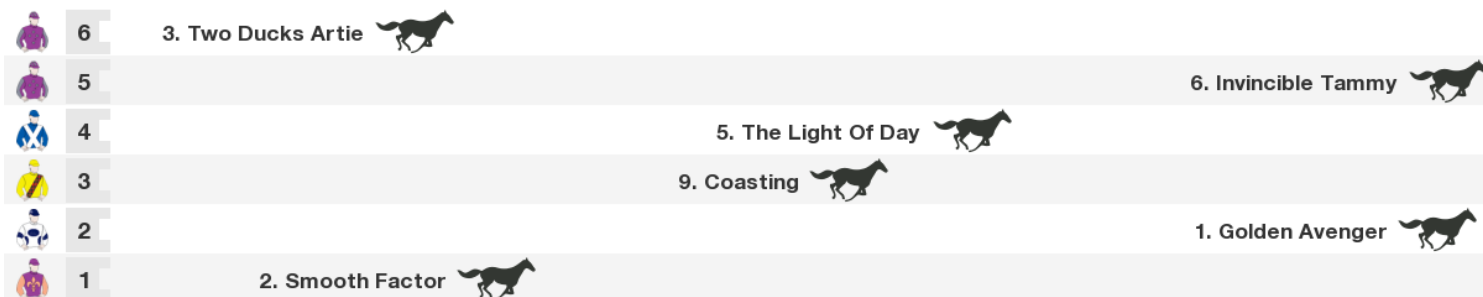 6 3. Two Ducks Artie
5 6. Invincible Tammy
4 5. The Light Of Day
3 9. Coasting
2 1. Golden Avenger
1 2. Smooth Factor